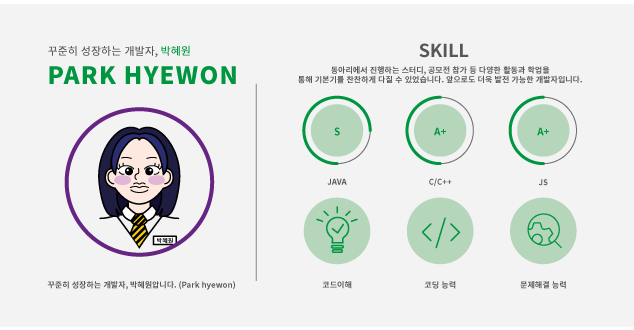 꾸준히 성장하는 개발자, 박혜원
PARK HYEWON
박혜원
꾸준히 성장하는 개발자, 박혜원입니다. (Park hyewon)
SKILL
동아리에서 진행하는 스터디, 공모전 참가 등 다양한 활동과 학업을
통해 기본기를 찬찬하게 다질 수 있었습니다. 앞으로도 더욱 발전 가능한 개발자입니다.
S
A+
A+
JAVA
C/C++
JS
</>
코드이해
코딩 능력
문제해결 능력